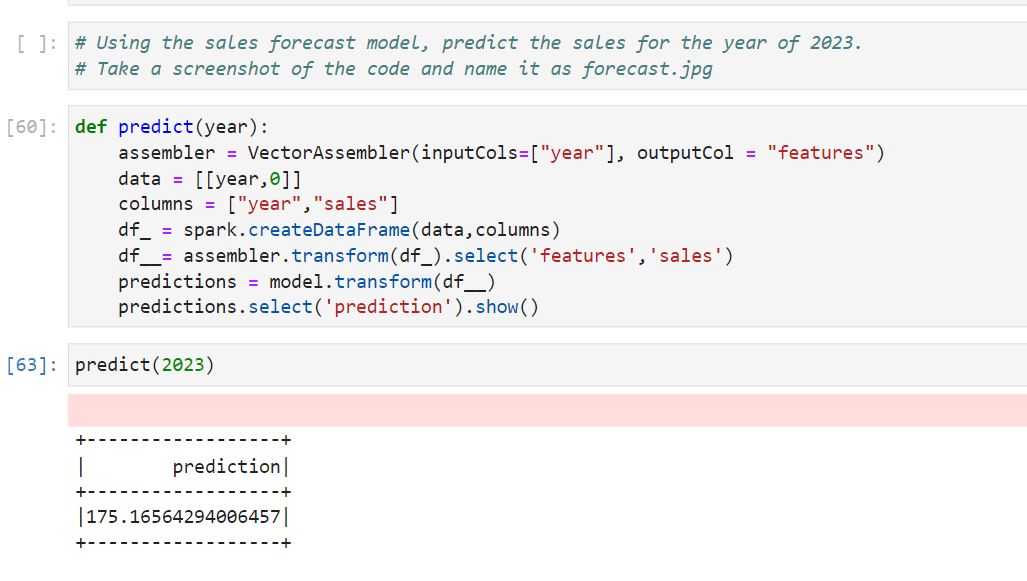 [ ]: # Using the sales forecast model, predict the sales for the year of 2023.
# Take a screenshot of the code and name it as forecast.jpg
[60]: def predict(year):
    assembler = VectorAssembler(inputCols=["year"], outputCol = "features")
    data = [[year,0]]
    columns = ["year","sales"]
    df_ = spark.createDataFrame(data,columns)
    df__= assembler.transform(df_).select('features','sales')
    predictions = model.transform(df__)
    predictions.select('prediction').show()
[63]: predict(2023)
+------------------+
|        prediction|
+------------------+
|175.16564294006457|
+------------------+